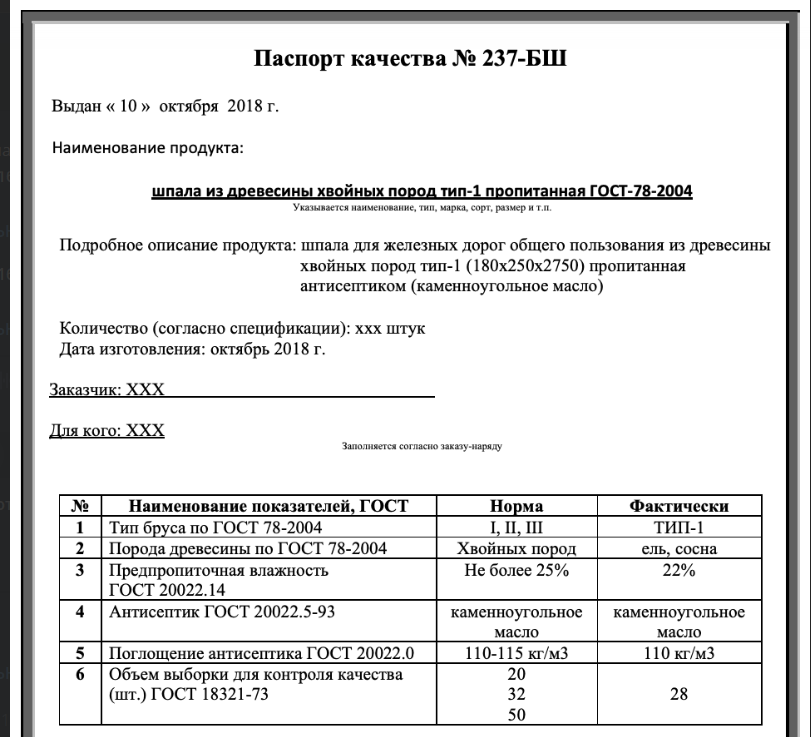 Паспорт качества № 237-БШ
Выдан « 10 » октября 2018 г.
Наименование продукта:
шпала из древесины хвойных пород тип-1 пропитанная ГОСТ-78-2004
Указывается наименование, тип, марка, сорт, размер и т.п.
Подробное описание продукта: шпала для железных дорог общего пользования из древесины
хвойных пород тип-1 (180х250х2750) пропитанная
антисептиком (каменноугольное масло)
Количество (согласно спецификации): ххх штук
Дата изготовления: октябрь 2018 г.
Заказчик: ХХХ
Для кого: ХХХ
Заполняется согласно заказу-наряду
№ Наименование показателей, ГОСТ Норма Фактически
1 Тип бруса по ГОСТ 78-2004 I, II, III ТИП-1
2 Порода древесины по ГОСТ 78-2004 Хвойных пород ель, сосна
3 Предпропиточная влажность Не более 25% 22%
ГОСТ 20022.14
4 Антисептик ГОСТ 20022.5-93 каменноугольное каменноугольное
масло масло
5 Поглощение антисептика ГОСТ 20022.0 110-115 кг/м3 110 кг/м3
6 Объем выборки для контроля качества 20
(шт.) ГОСТ 18321-73 32 28
50